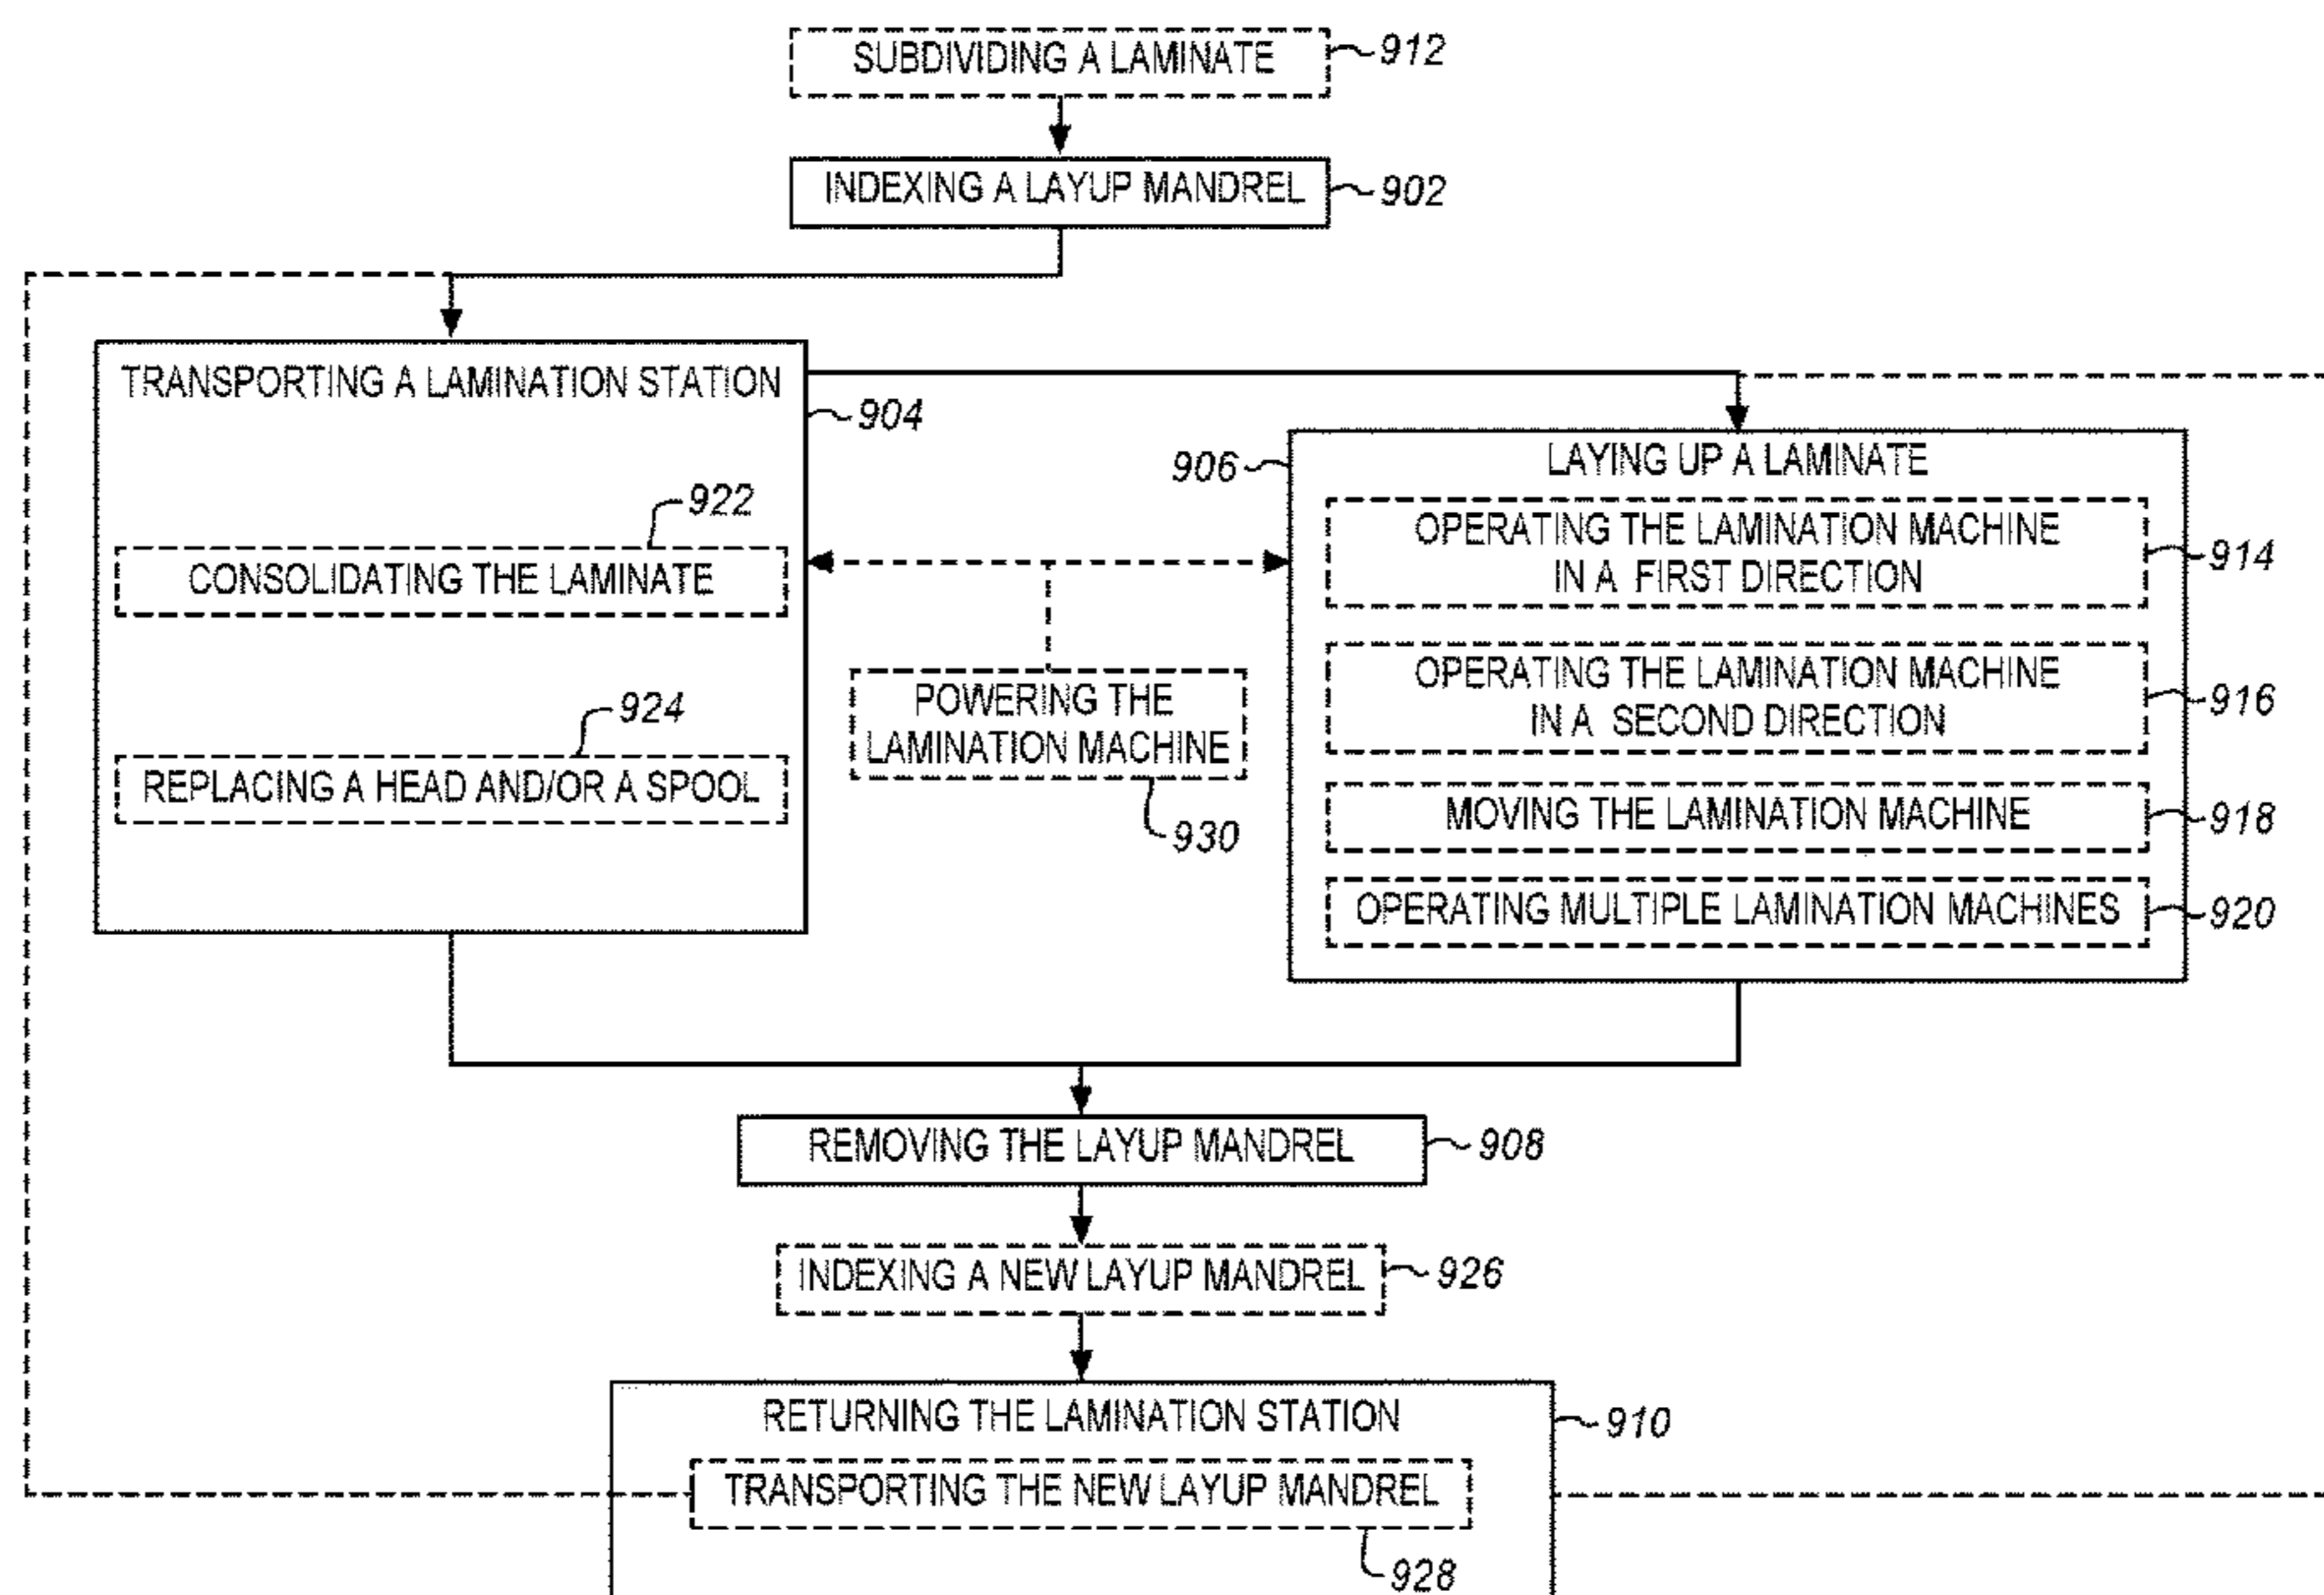 SUBDIVIDING A LAMINATE
912
INDEXING A LAYUP MANDREL
902
TRANSPORTING A LAMINATION STATION
904
922
CONSOLIDATING THE LAMINATE
924
REPLACING A HEAD AND/OR A SPOOL
POWERING THE
LAMINATION MACHINE
930
906
LAYING UP A LAMINATE
OPERATING THE LAMINATION MACHINE
IN A FIRST DIRECTION
914
OPERATING THE LAMINATION MACHINE
IN A SECOND DIRECTION
916
MOVING THE LAMINATION MACHINE
918
OPERATING MULTIPLE LAMINATION MACHINES
920
REMOVING THE LAYUP MANDREL
908
INDEXING A NEW LAYUP MANDREL
926
RETURNING THE LAMINATION STATION
910
TRANSPORTING THE NEW LAYUP MANDREL
928